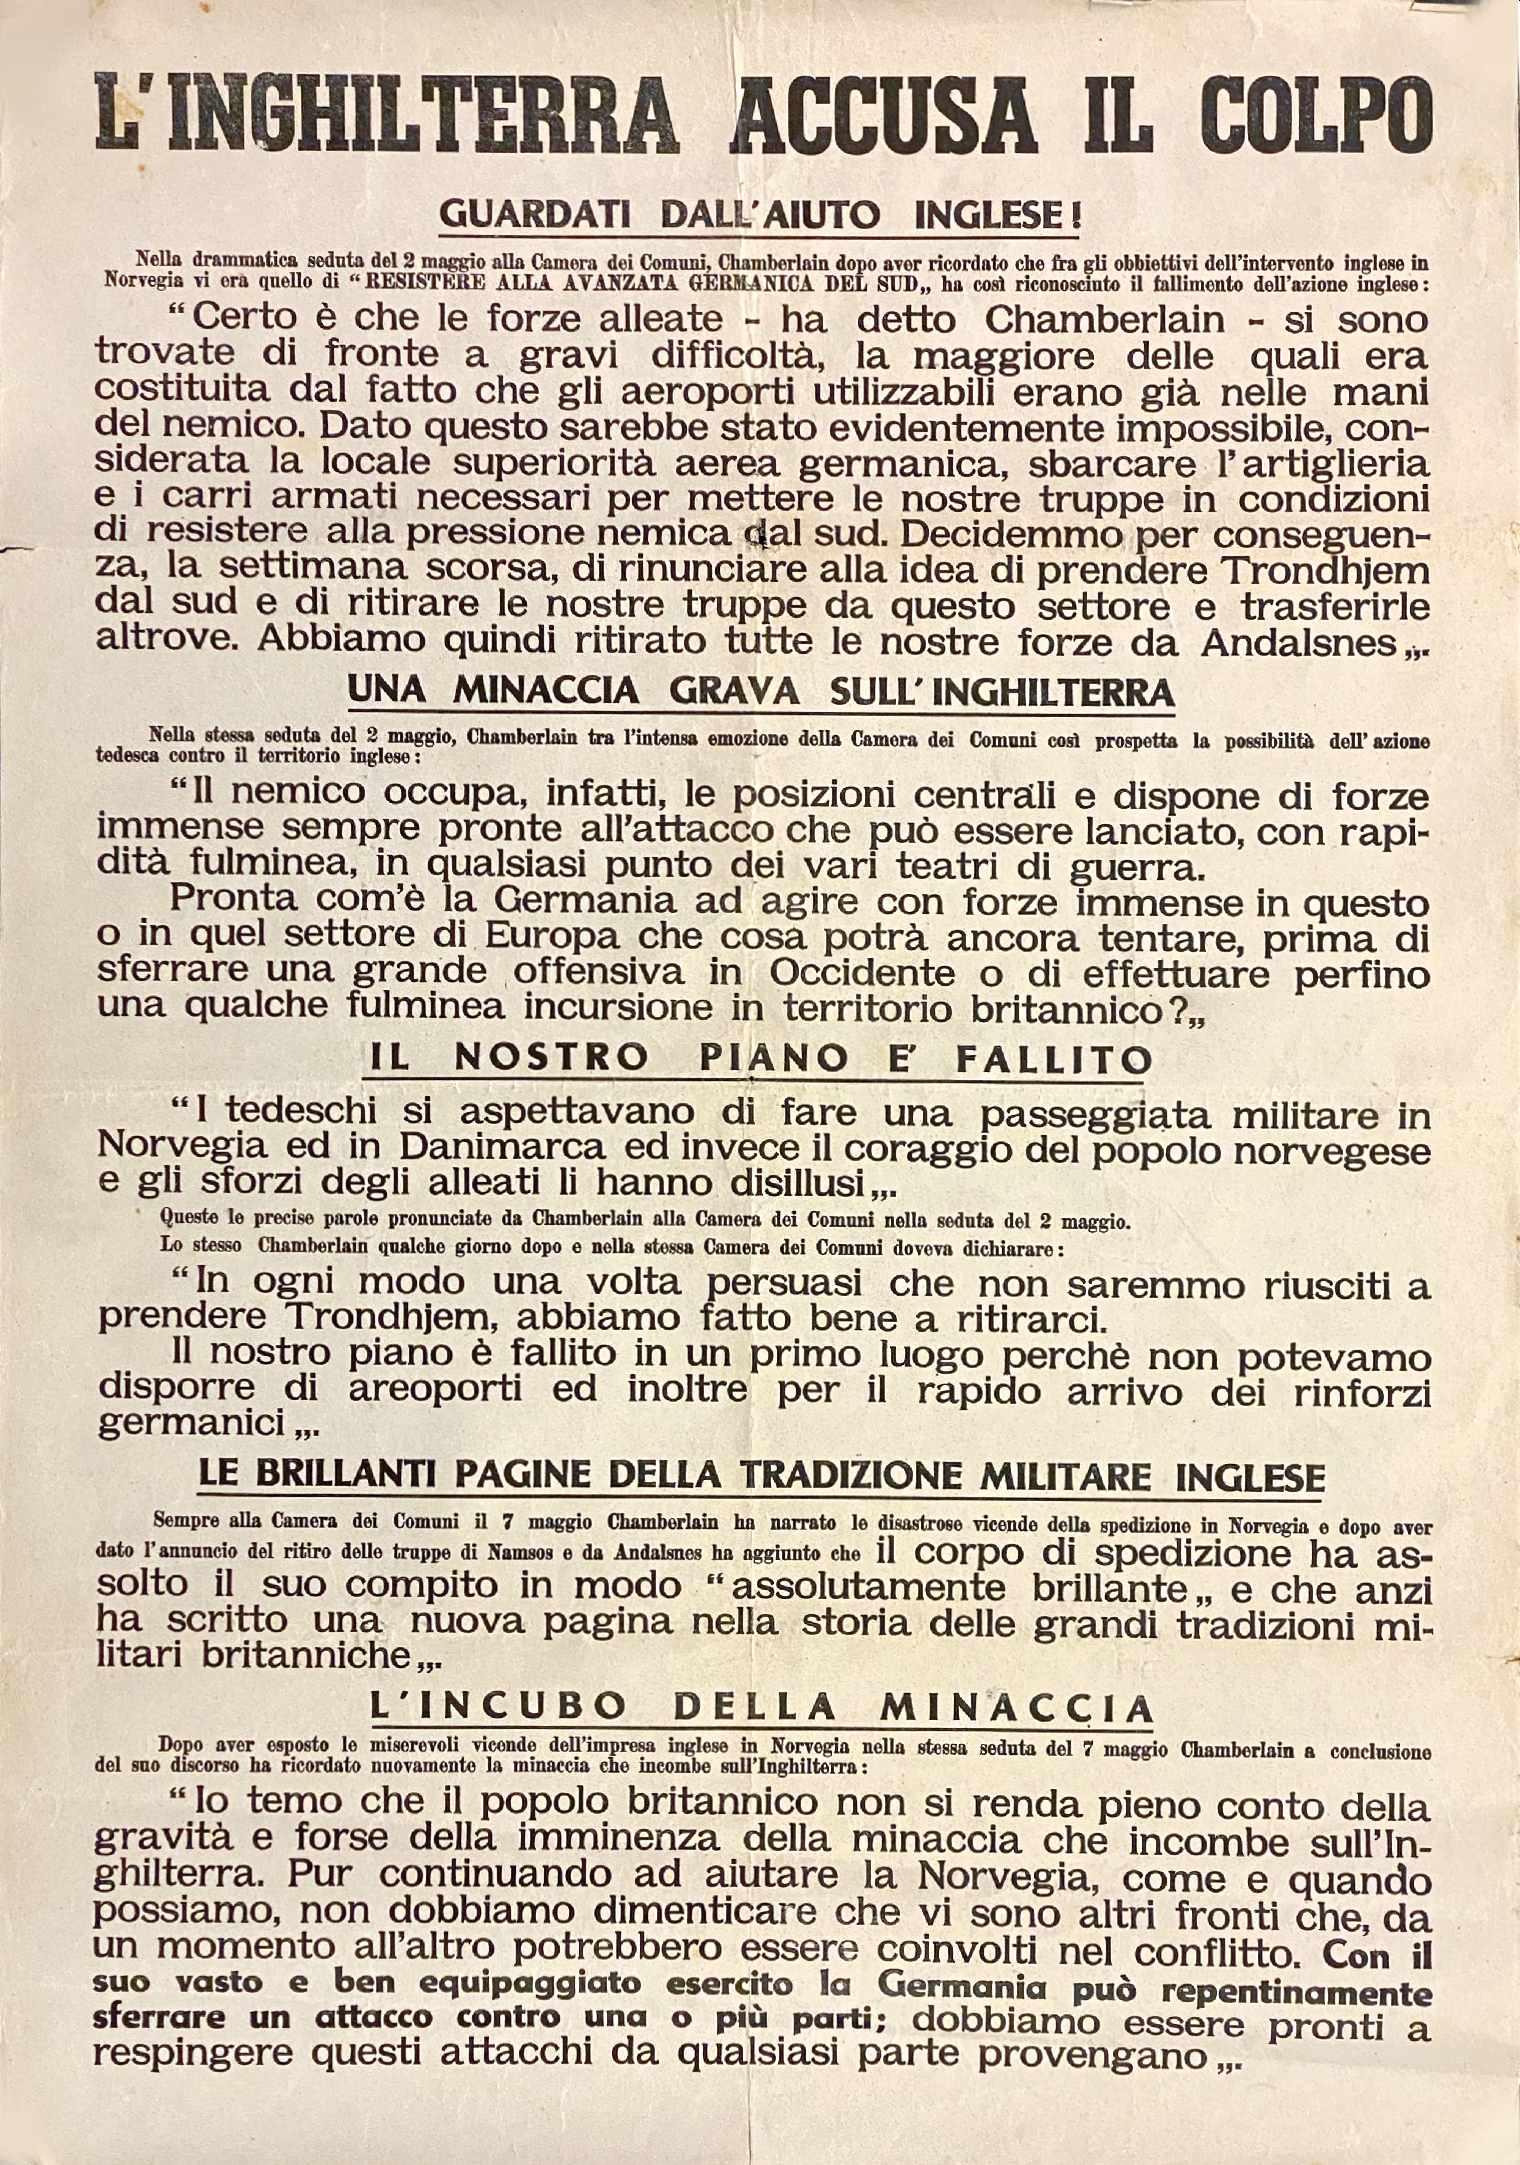 L'INGHILTERRA ACCUSA IL COLPO
GUARDATI DALL'AIUTO INGLESE!
Nella drammatica seduta del 2 maggio alla Camera dei Comuni, Chamberlain dopo aver ricordato che fra gli obbiettivi dell'intervento inglese in
Norvegia vi era quello di “RESISTERE ALLA AVANZATA GERMANICA DEL SUD„ ha così riconosciuto il fallimento dell'azione inglese:
“Certo è che le forze alleate - ha detto Chamberlain - si sono
trovate di fronte a gravi difficoltà, la maggiore delle quali era
costituita dal fatto che gli aeroporti utilizzabili erano già nelle mani
del nemico. Dato questo sarebbe stato evidentemente impossibile, con-
siderata la locale superiorità aerea germanica, sbarcare l'artiglieria
e i carri armati necessari per mettere le nostre truppe in condizioni
di resistere alla pressione nemica dal sud. Decidemmo per conseguen-
za, la settimana scorsa, di rinunciare alla idea di prendere Trondhjem
dal sud e di ritirare le nostre truppe da questo settore e trasferirle
altrove. Abbiamo quindi ritirato tutte le nostre forze da Andalsnes„.
UNA MINACCIA GRAVA SULL'INGHILTERRA
Nella stessa seduta del 2 maggio, Chamberlain tra l'intensa emozione della Camera dei Comuni così prospetta la possibilità dell'azione
tedesca contro il territorio inglese:
“Il nemico occupa, infatti, le posizioni centrali e dispone di forze
immense sempre pronte all'attacco che può essere lanciato, con rapi-
dità fulminea, in qualsiasi punto dei vari teatri di guerra.
Pronta com'è la Germania ad agire con forze immense in questo
o in quel settore di Europa che cosa potrà ancora tentare, prima di
sferrare una grande offensiva in Occidente o di effettuare perfino
una qualche fulminea incursione in territorio britannico?„
IL NOSTRO PIANO E' FALLITO
“I tedeschi si aspettavano di fare una passeggiata militare in
Norvegia ed in Danimarca ed invece il coraggio del popolo norvegese
e gli sforzi degli alleati li hanno disillusi„.
Queste le precise parole pronunciate da Chamberlain alla Camera dei Comuni nella seduta del 2 maggio.
Lo stesso Chamberlain qualche giorno dopo e nella stessa Camera dei Comuni doveva dichiarare:
“In ogni modo una volta persuasi che non saremmo riusciti a
prendere Trondhjem, abbiamo fatto bene a ritirarci.
Il nostro piano è fallito in un primo luogo perchè non potevamo
disporre di areoporti ed inoltre per il rapido arrivo dei rinforzi
germanici„.
LE BRILLANTI PAGINE DELLA TRADIZIONE MILITARE INGLESE
Sempre alla Camera dei Comuni il 7 maggio Chamberlain ha narrato le disastrose vicende della spedizione in Norvegia e dopo aver
dato l'annuncio del ritiro delle truppe di Namsos e da Andalsnes ha aggiunto che il corpo di spedizione ha as-
solto il suo compito in modo “assolutamente brillante„ e che anzi
ha scritto una nuova pagina nella storia delle grandi tradizioni mi-
litari britanniche„.
L'INCUBO DELLA MINACCIA
Dopo aver esposto le miserevoli vicende dell'impresa inglese in Norvegia nella stessa seduta del 7 maggio Chamberlain a conclusione
del suo discorso ha ricordato nuovamente la minaccia che incombe sull'Inghilterra:
“Io temo che il popolo britannico non si renda pieno conto della
gravità e forse della imminenza della minaccia che incombe sull'In-
ghilterra. Pur continuando ad aiutare la Norvegia, come e quando
possiamo, non dobbiamo dimenticare che vi sono altri fronti che, da
un momento all'altro potrebbero essere coinvolti nel conflitto. Con il
suo vasto e ben equipaggiato esercito la Germania può repentinamente
sferrare un attacco contro una o più parti; dobbiamo essere pronti a
respingere questi attacchi da qualsiasi parte provengano„.